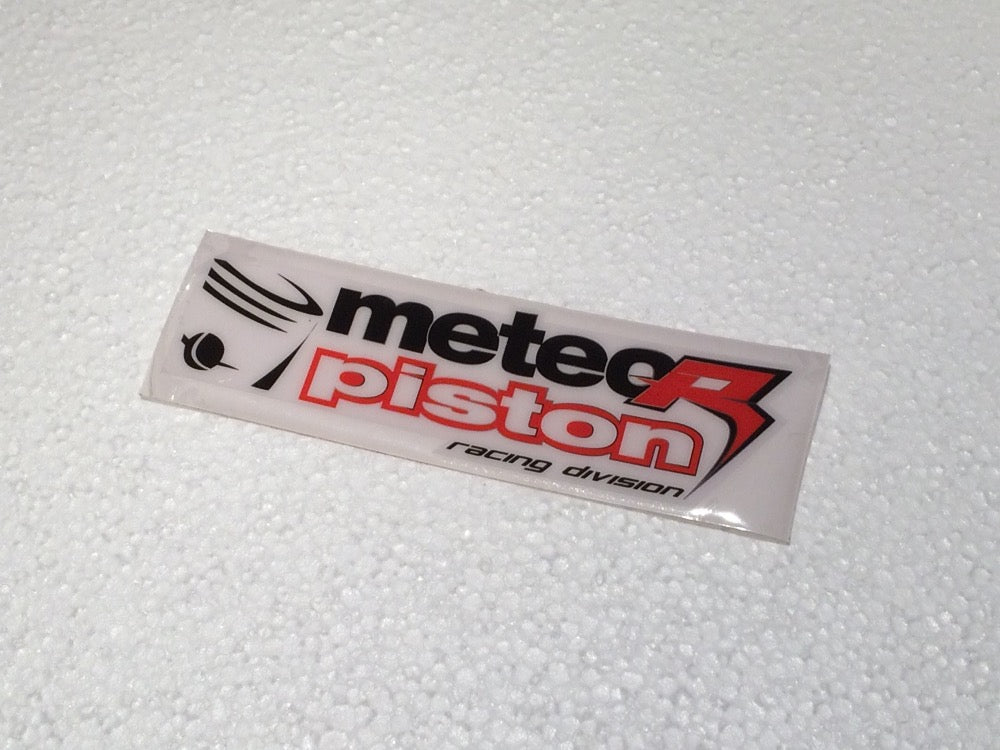 meteoR
piston
racing division